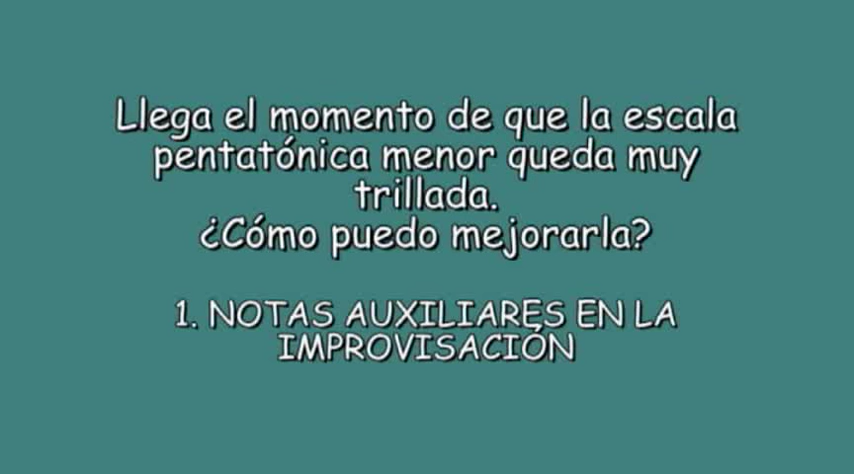 Llega el momento de que la escala
pentatónica menor queda muy
trillada.
¿Cómo puedo mejorarla?
1. NOTAS AUXILIARES EN LA
IMPROVISACIÓN